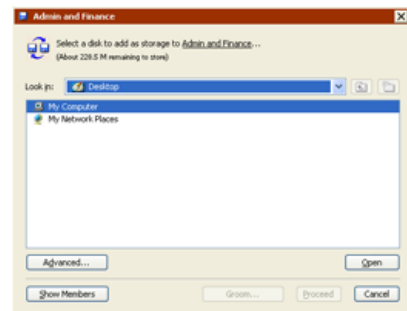 Admin and Finance
Select a disk to add as storage to Admin and Finance...
(About 229.5 M remaining to store)
Look in: Desktop
My Computer
My Network Places
Advanced... Open
Show Members Groom... Proceed Cancel